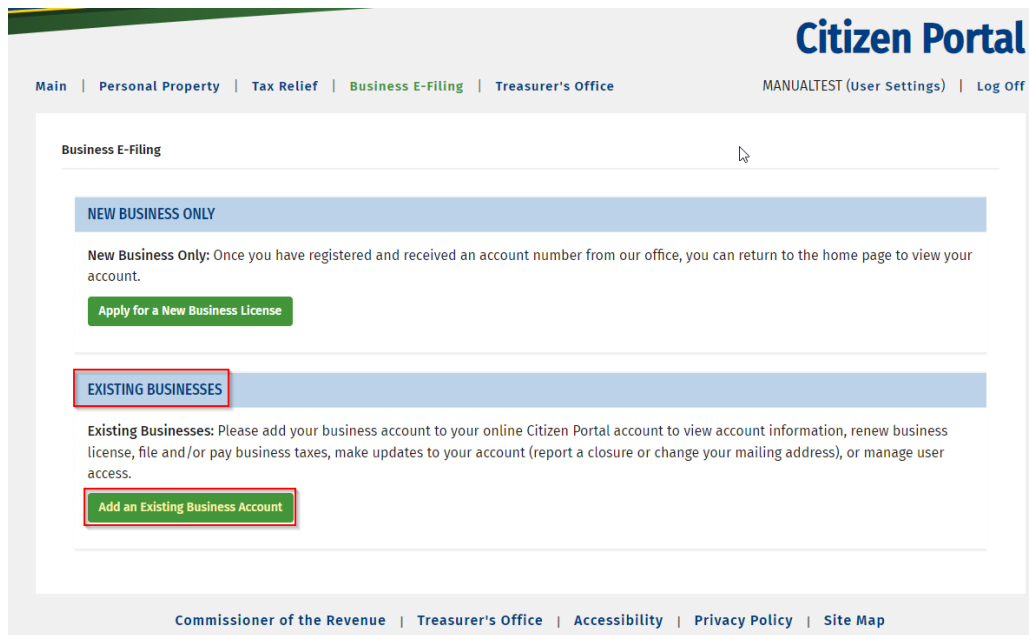 Citizen Portal
Main | Personal Property | Tax Relief | Business E-Filing | Treasurer's Office MANUALTEST (User Settings) | Log Off
Business E-Filing
NEW BUSINESS ONLY
New Business Only: Once you have registered and received an account number from our office, you can return to the home page to view your
account.
Apply for a New Business License
EXISTING BUSINESSES
Existing Businesses: Please add your business account to your online Citizen Portal account to view account information, renew business
license, file and/or pay business taxes, make updates to your account (report a closure or change your mailing address), or manage user
access.
Add an Existing Business Account
Commissioner of the Revenue | Treasurer's Office | Accessibility | Privacy Policy | Site Map